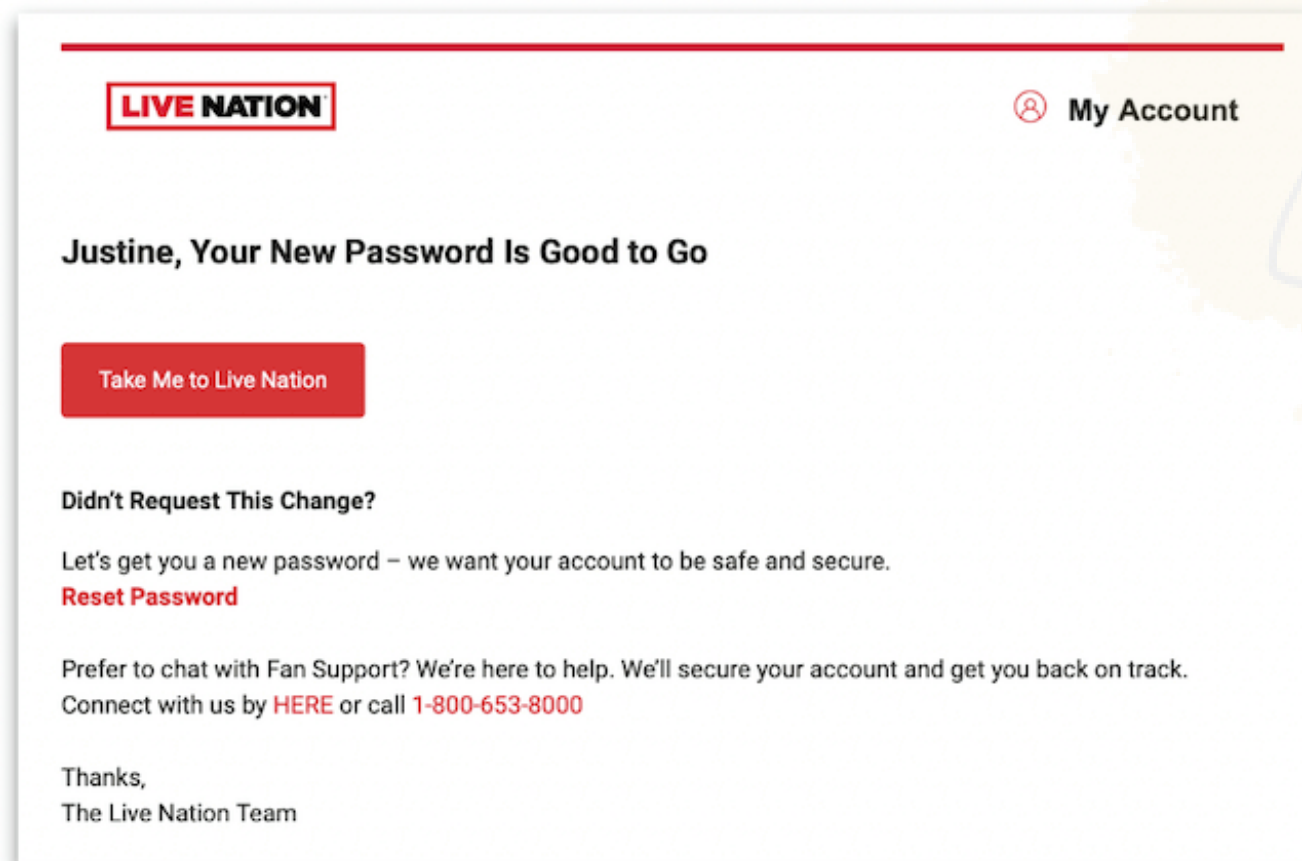 LIVE NATION
My Account
Justine, Your New Password Is Good to Go
Take Me to Live Nation
Didn't Request This Change?
Let's get you a new password – we want your account to be safe and secure.
Reset Password
Prefer to chat with Fan Support? We're here to help. We'll secure your account and get you back on track.
Connect with us by HERE or call 1-800-653-8000
Thanks,
The Live Nation Team